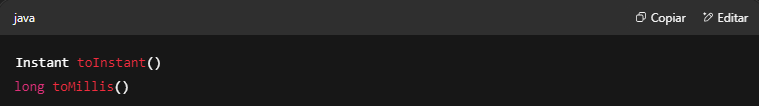 java
Copiar
Editar
Instant toInstant()
long toMillis()